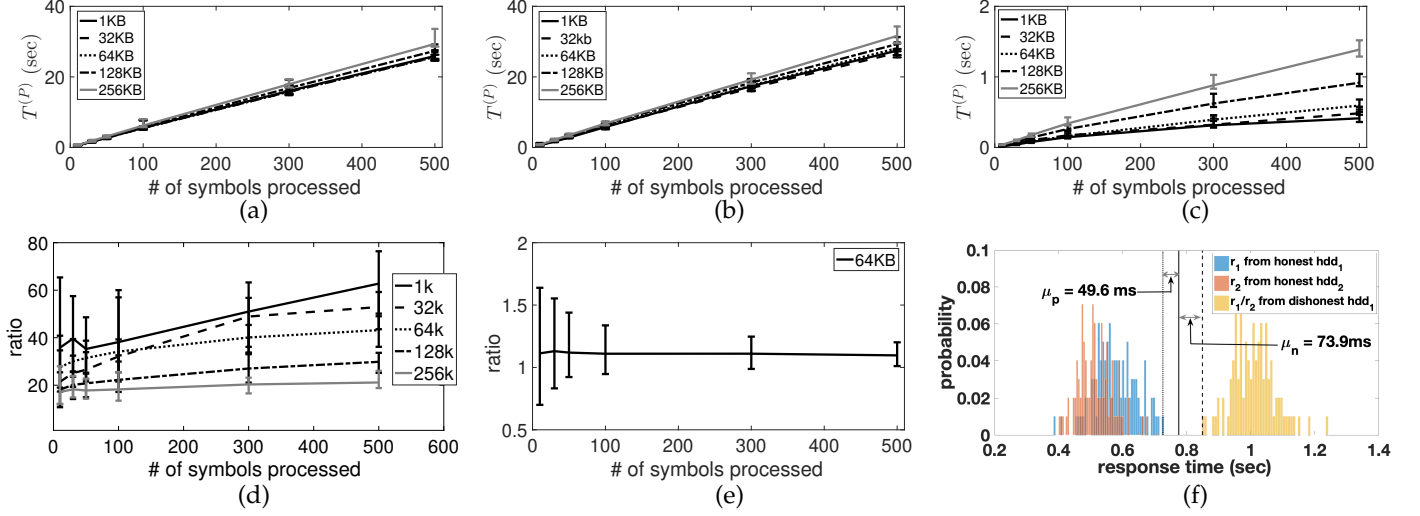 40
20
0
T^(P) (sec)
1KB
32KB
64KB
128KB
256KB
0 100 200 300 400 500
# of symbols processed
(a)
40
20
0
T^(P) (sec)
1KB
32kb
64KB
128KB
256KB
0 100 200 300 400 500
# of symbols processed
(b)
2
1
0
T^(P) (sec)
1KB
32KB
64KB
128KB
256KB
0 100 200 300 400 500
# of symbols processed
(c)
80
60
40
20
ratio
1k
32k
64k
128k
256k
0 100 200 300 400 500 600
# of symbols processed
(d)
2
1.5
1
0.5
ratio
64KB
0 100 200 300 400 500
# of symbols processed
(e)
0.1
0.08
0.06
0.04
0.02
0
probability
r₁ from honest hdd₁
r₂ from honest hdd₂
r₁/r₂ from dishonest hdd₁
μₚ = 49.6 ms
μₙ = 73.9ms
0.2 0.4 0.6 0.8 1 1.2 1.4
response time (sec)
(f)